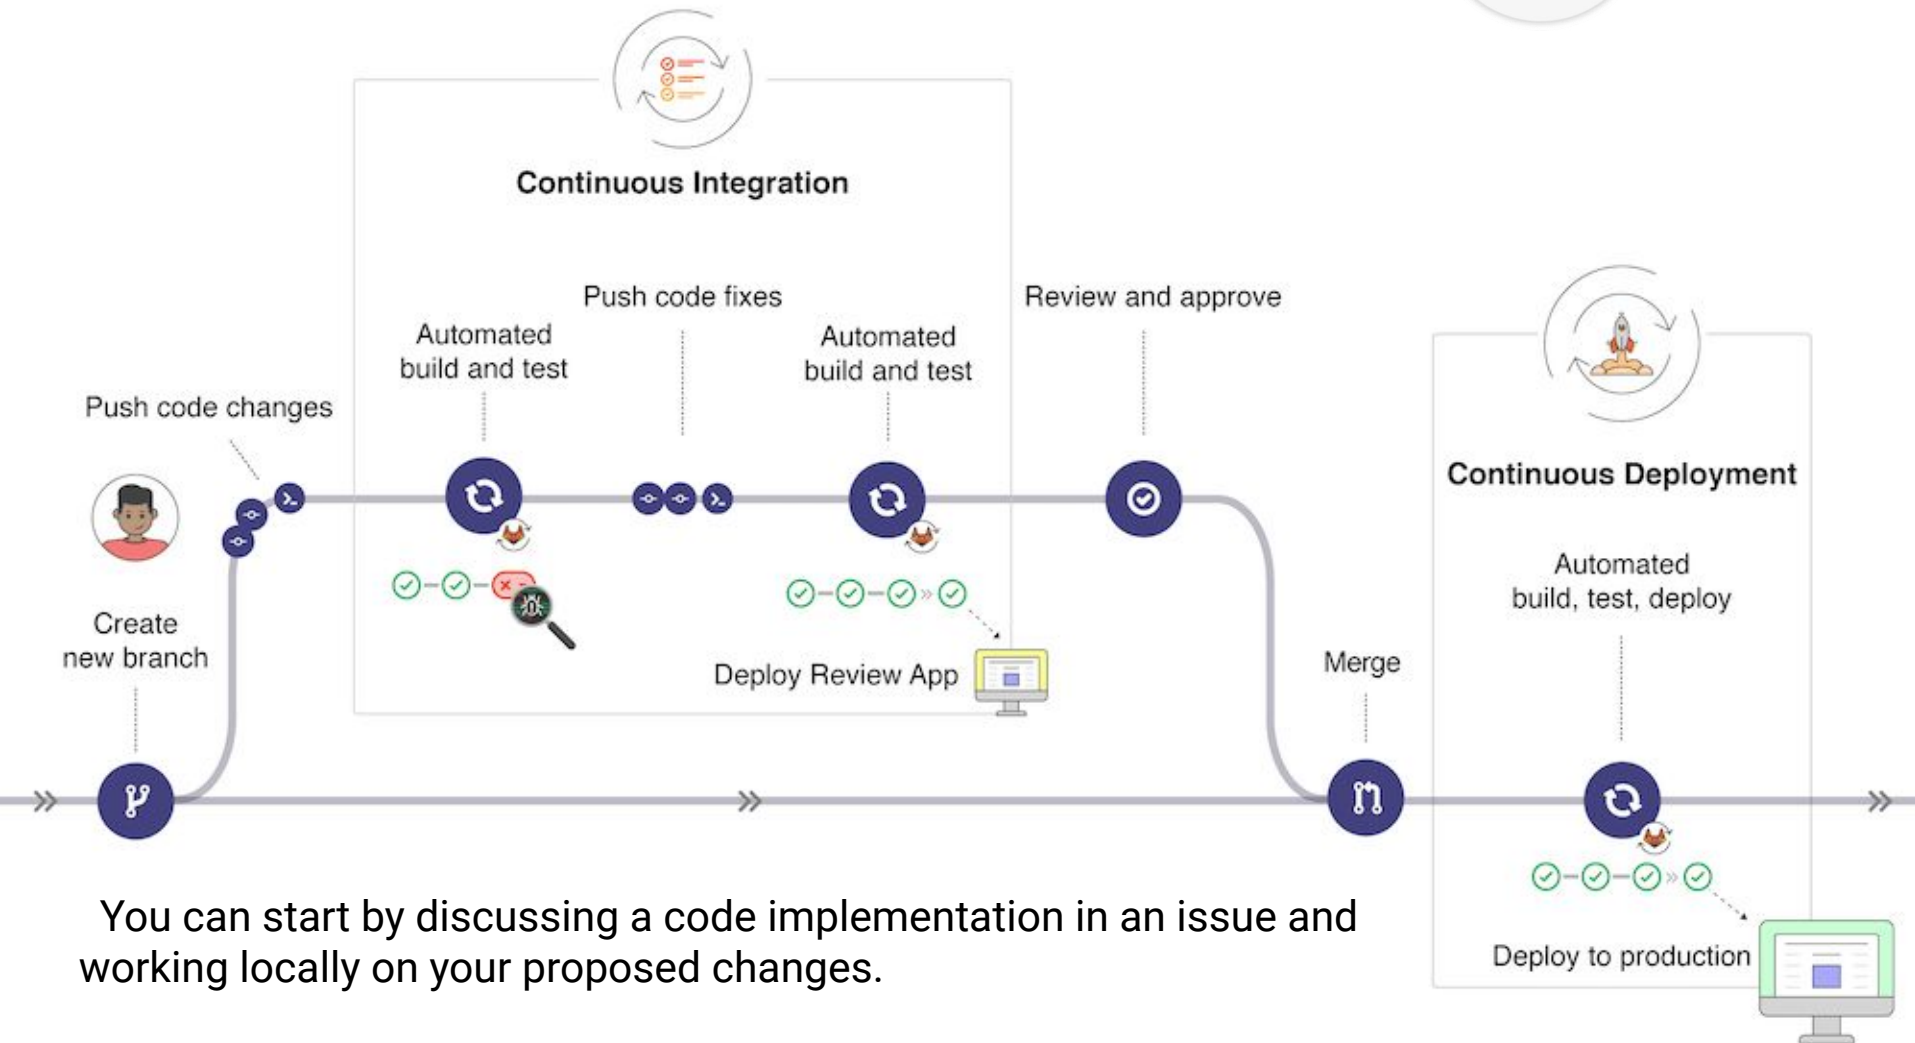 Continuous Integration
Push code fixes
Review and approve
Automated
build and test
Automated
build and test
Push code changes
Continuous Deployment
Automated
build, test, deploy
Create
new branch
Deploy Review App
Merge
You can start by discussing a code implementation in an issue and
working locally on your proposed changes.
Deploy to production